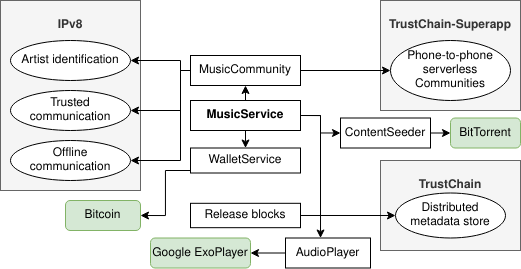 IPv8
Artist identification
Trusted
communication
Offline
communication
MusicCommunity
MusicService
WalletService
TrustChain-Superapp
Phone-to-phone
serverless
Communities
ContentSeeder
BitTorrent
Bitcoin
Release blocks
TrustChain
Distributed
metadata store
Google ExoPlayer
AudioPlayer